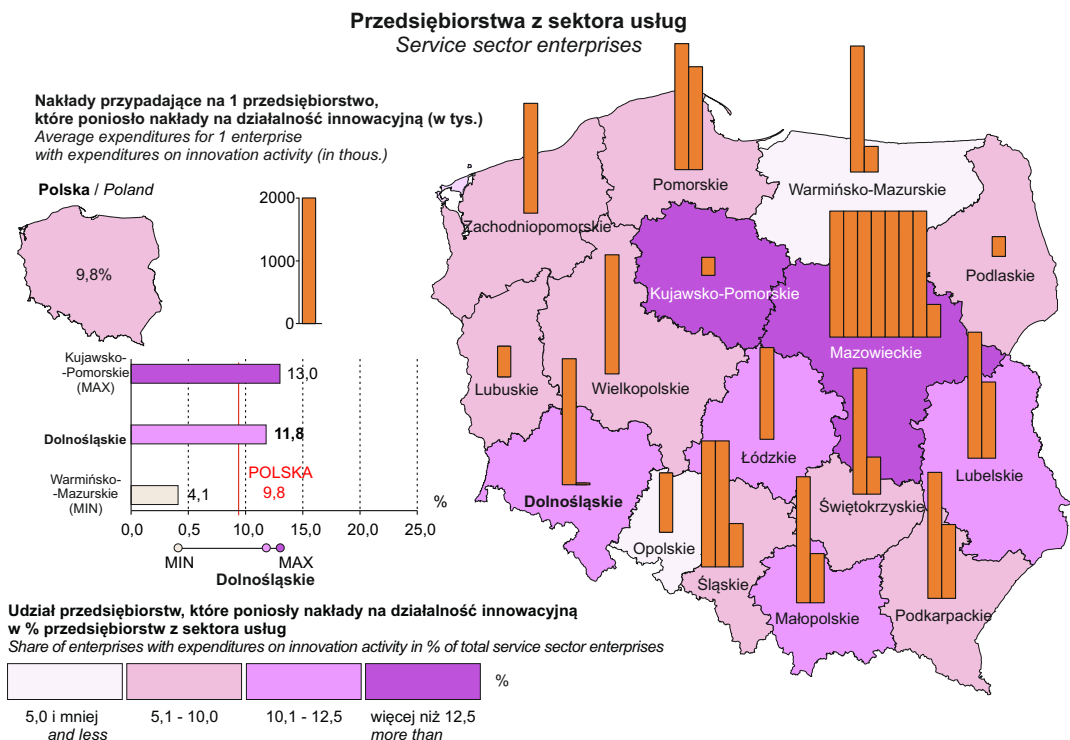 Przedsiębiorstwa z sektora usług
Service sector enterprises
Nakłady przypadające na 1 przedsiębiorstwo,
które poniosło nakłady na działalność innowacyjną (w tys.)
Average expenditures for 1 enterprise
with expenditures on innovation activity (in thous.)
Polska / Poland
9,8%
2000
1000
0
Kujawsko-
-Pomorskie
(MAX)
13,0
Dolnośląskie
11,8
Warmińsko-
-Mazurskie
(MIN)
4,1
POLSKA
9,8
%
0,0 5,0 10,0 15,0 20,0 25,0
MIN MAX
Dolnośląskie
Pomorskie
Warmińsko-Mazurskie
Zachodniopomorskie
Podlaskie
Kujawsko-Pomorskie
Mazowieckie
Lubuskie
Wielkopolskie
Łódzkie
Lubelskie
Dolnośląskie
Świętokrzyskie
Opolskie
Śląskie
Małopolskie
Podkarpackie
Udział przedsiębiorstw, które poniosły nakłady na działalność innowacyjną
w % przedsiębiorstw z sektora usług
Share of enterprises with expenditures on innovation activity in % of total service sector enterprises
%
5,0 i mniej 5,1 - 10,0 10,1 - 12,5 więcej niż 12,5
and less more than